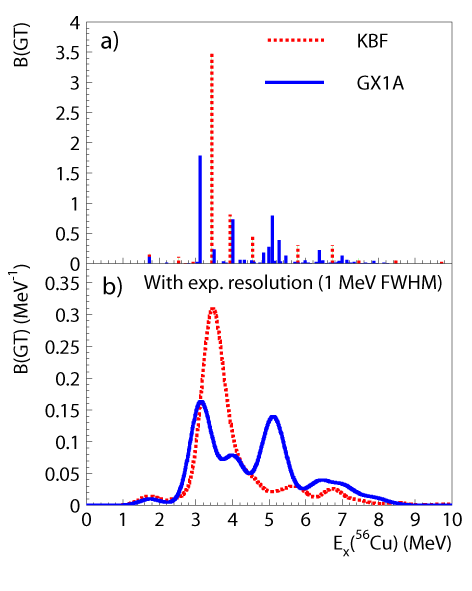 B(GT)
4
3.5
3
2.5
2
1.5
1
0.5
0
a)
KBF
GX1A
b)
With exp. resolution (1 MeV FWHM)
B(GT) (MeV⁻¹)
0.35
0.3
0.25
0.2
0.15
0.1
0.05
0
0 1 2 3 4 5 6 7 8 9 10
Eₓ(⁵⁶Cu) (MeV)